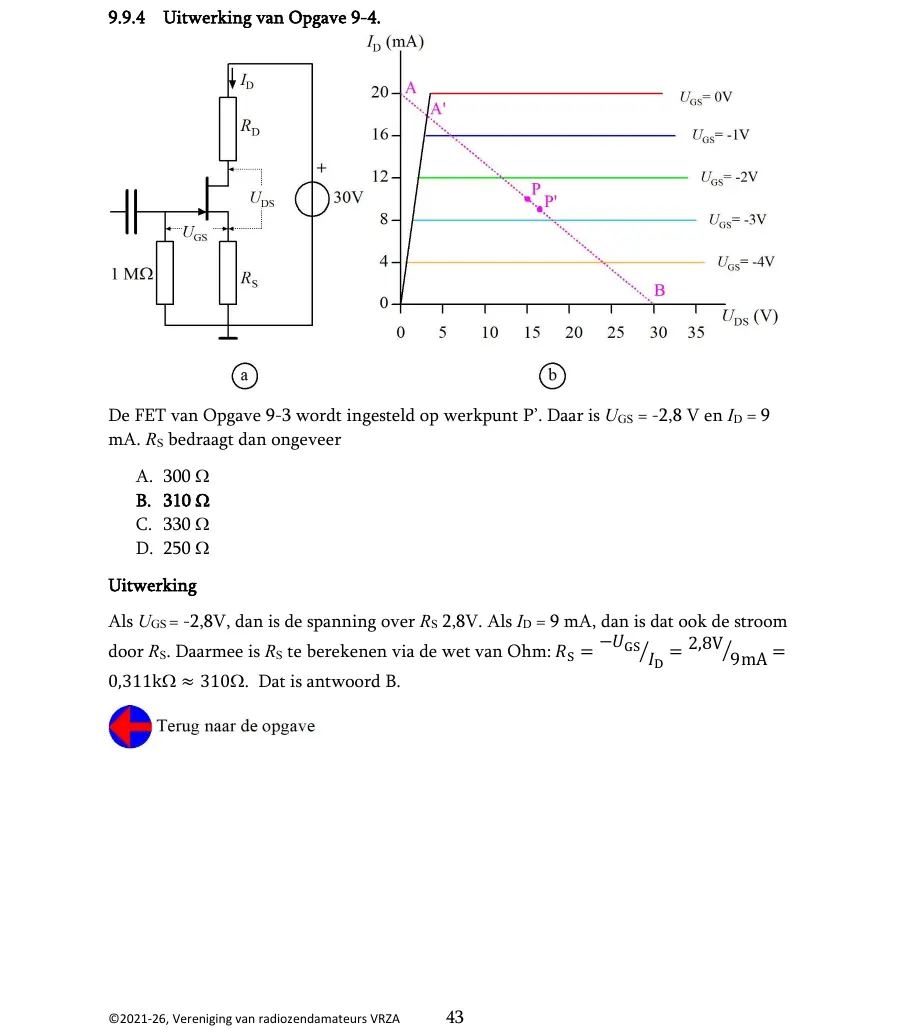 9.9.4 Uitwerking van Opgave 9-4.
I_D (mA)
I_D
R_D
+
30V
U_DS
U_GS
1 MΩ
R_S
a
20
16
12
8
4
0
A
A'
P
P'
B
U_GS= 0V
U_GS= -1V
U_GS= -2V
U_GS= -3V
U_GS= -4V
0 5 10 15 20 25 30 35
U_DS (V)
b
De FET van Opgave 9-3 wordt ingesteld op werkpunt P’. Daar is U_GS = -2,8 V en I_D = 9
mA. R_S bedraagt dan ongeveer
A. 300 Ω
B. 310 Ω
C. 330 Ω
D. 250 Ω
Uitwerking
Als U_GS = -2,8V, dan is de spanning over R_S 2,8V. Als I_D = 9 mA, dan is dat ook de stroom
door R_S. Daarmee is R_S te berekenen via de wet van Ohm: R_S = −U_GS/I_D = 2,8V/9mA =
0,311kΩ ≈ 310Ω. Dat is antwoord B.
Terug naar de opgave
©2021-26, Vereniging van radiozendamateurs VRZA 43